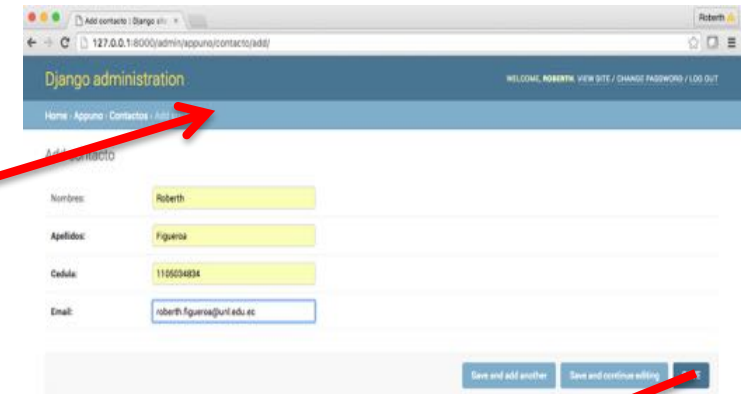 Add contacto | Django site
Roberth
127.0.0.1:8000/admin/appuno/contacto/add/
Django administration
WELCOME, ROBERTH. VIEW SITE / CHANGE PASSWORD / LOG OUT
Home › Appuno › Contactos › Add
Add contacto
Nombres: Roberth
Apellidos: Figueroa
Cedula: 1105034834
Email: roberth.figueroa@unl.edu.ec
Save and add another Save and continue editing